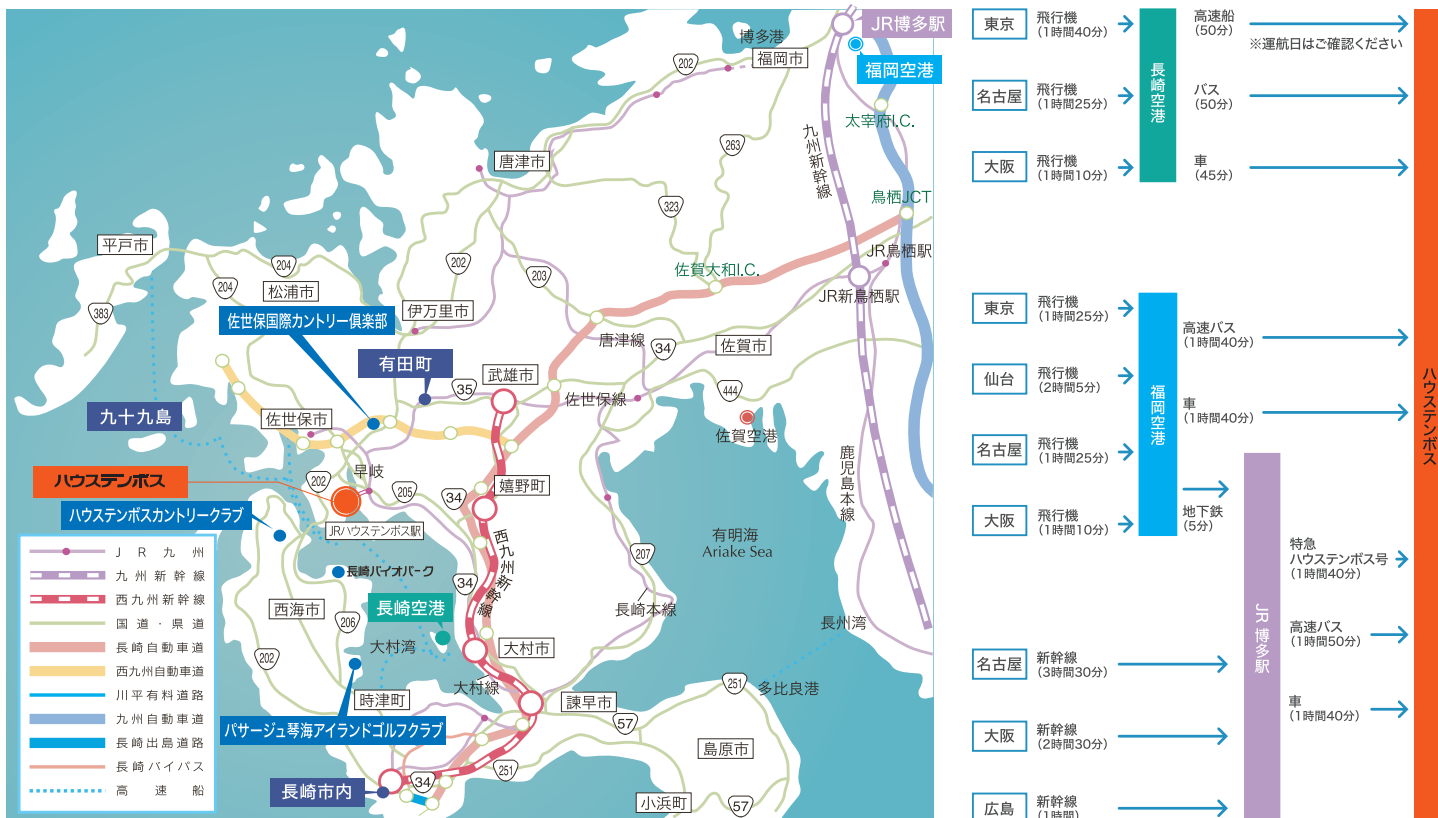 JR博多駅
博多港
福岡市
福岡空港
202
太宰府I.C.
263
九州新幹線
唐津市
鳥栖JCT
323
JR鳥栖駅
平戸市
204
202
203
佐賀大和I.C.
204
松浦市
JR新鳥栖駅
383
伊万里市
佐世保国際カントリー倶楽部
唐津線
34
佐賀市
有田町
武雄市
35
444
佐世保線
九十九島
佐世保市
佐賀空港
早岐
ハウステンボス
202
205
34
嬉野町
鹿児島本線
ハウステンボスカントリークラブ
JRハウステンボス駅
西九州新幹線
有明海
Ariake Sea
207
長崎バイオパーク
34
長崎空港
西海市
206
長崎本線
長州湾
大村湾
大村市
202
大村線
251
多比良港
時津町
諫早市
57
パサージュ琴海アイランドゴルフクラブ
島原市
251
長崎市内
34
小浜町
57
JR九州
九州新幹線
西九州新幹線
国道・県道
長崎自動車道
西九州自動車道
川平有料道路
九州自動車道
長崎出島道路
長崎バイパス
高速船
東京
飛行機
(1時間40分)
高速船
(50分)
※運航日はご確認ください
名古屋
飛行機
(1時間25分)
長崎空港
バス
(50分)
大阪
飛行機
(1時間10分)
車
(45分)
東京
飛行機
(1時間25分)
高速バス
(1時間40分)
仙台
飛行機
(2時間5分)
福岡空港
車
(1時間40分)
ハウステンボス
名古屋
飛行機
(1時間25分)
大阪
飛行機
(1時間10分)
地下鉄
(5分)
特急
ハウステンボス号
(1時間40分)
JR 博多駅
高速バス
(1時間50分)
名古屋
新幹線
(3時間30分)
車
(1時間40分)
大阪
新幹線
(2時間30分)
広島
新幹線
(1時間)